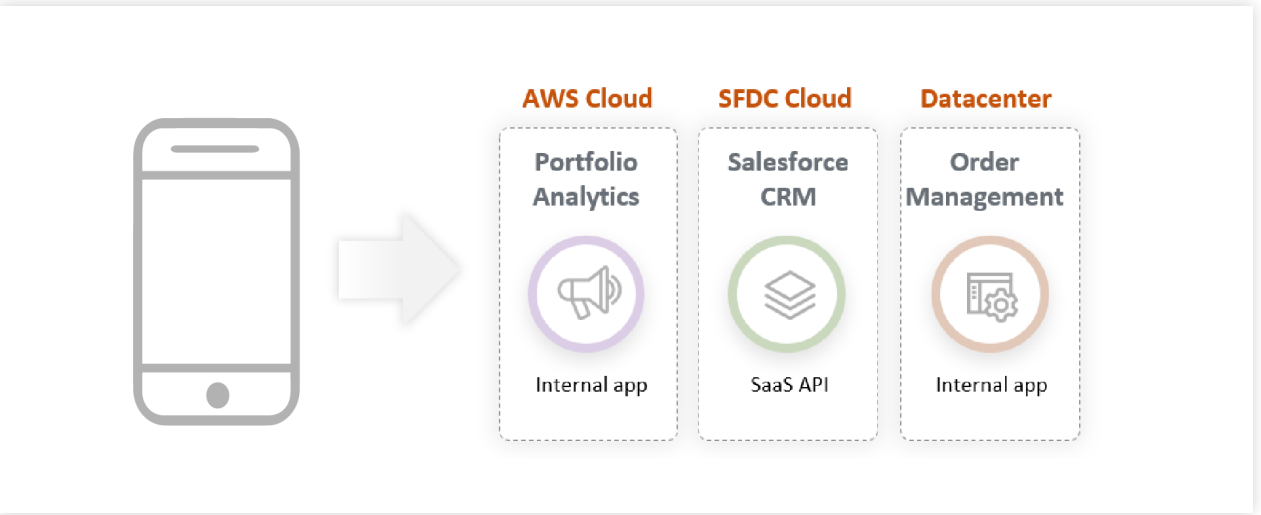 AWS Cloud
SFDC Cloud
Datacenter
Portfolio
Analytics
Salesforce
CRM
Order
Management
Internal app
SaaS API
Internal app